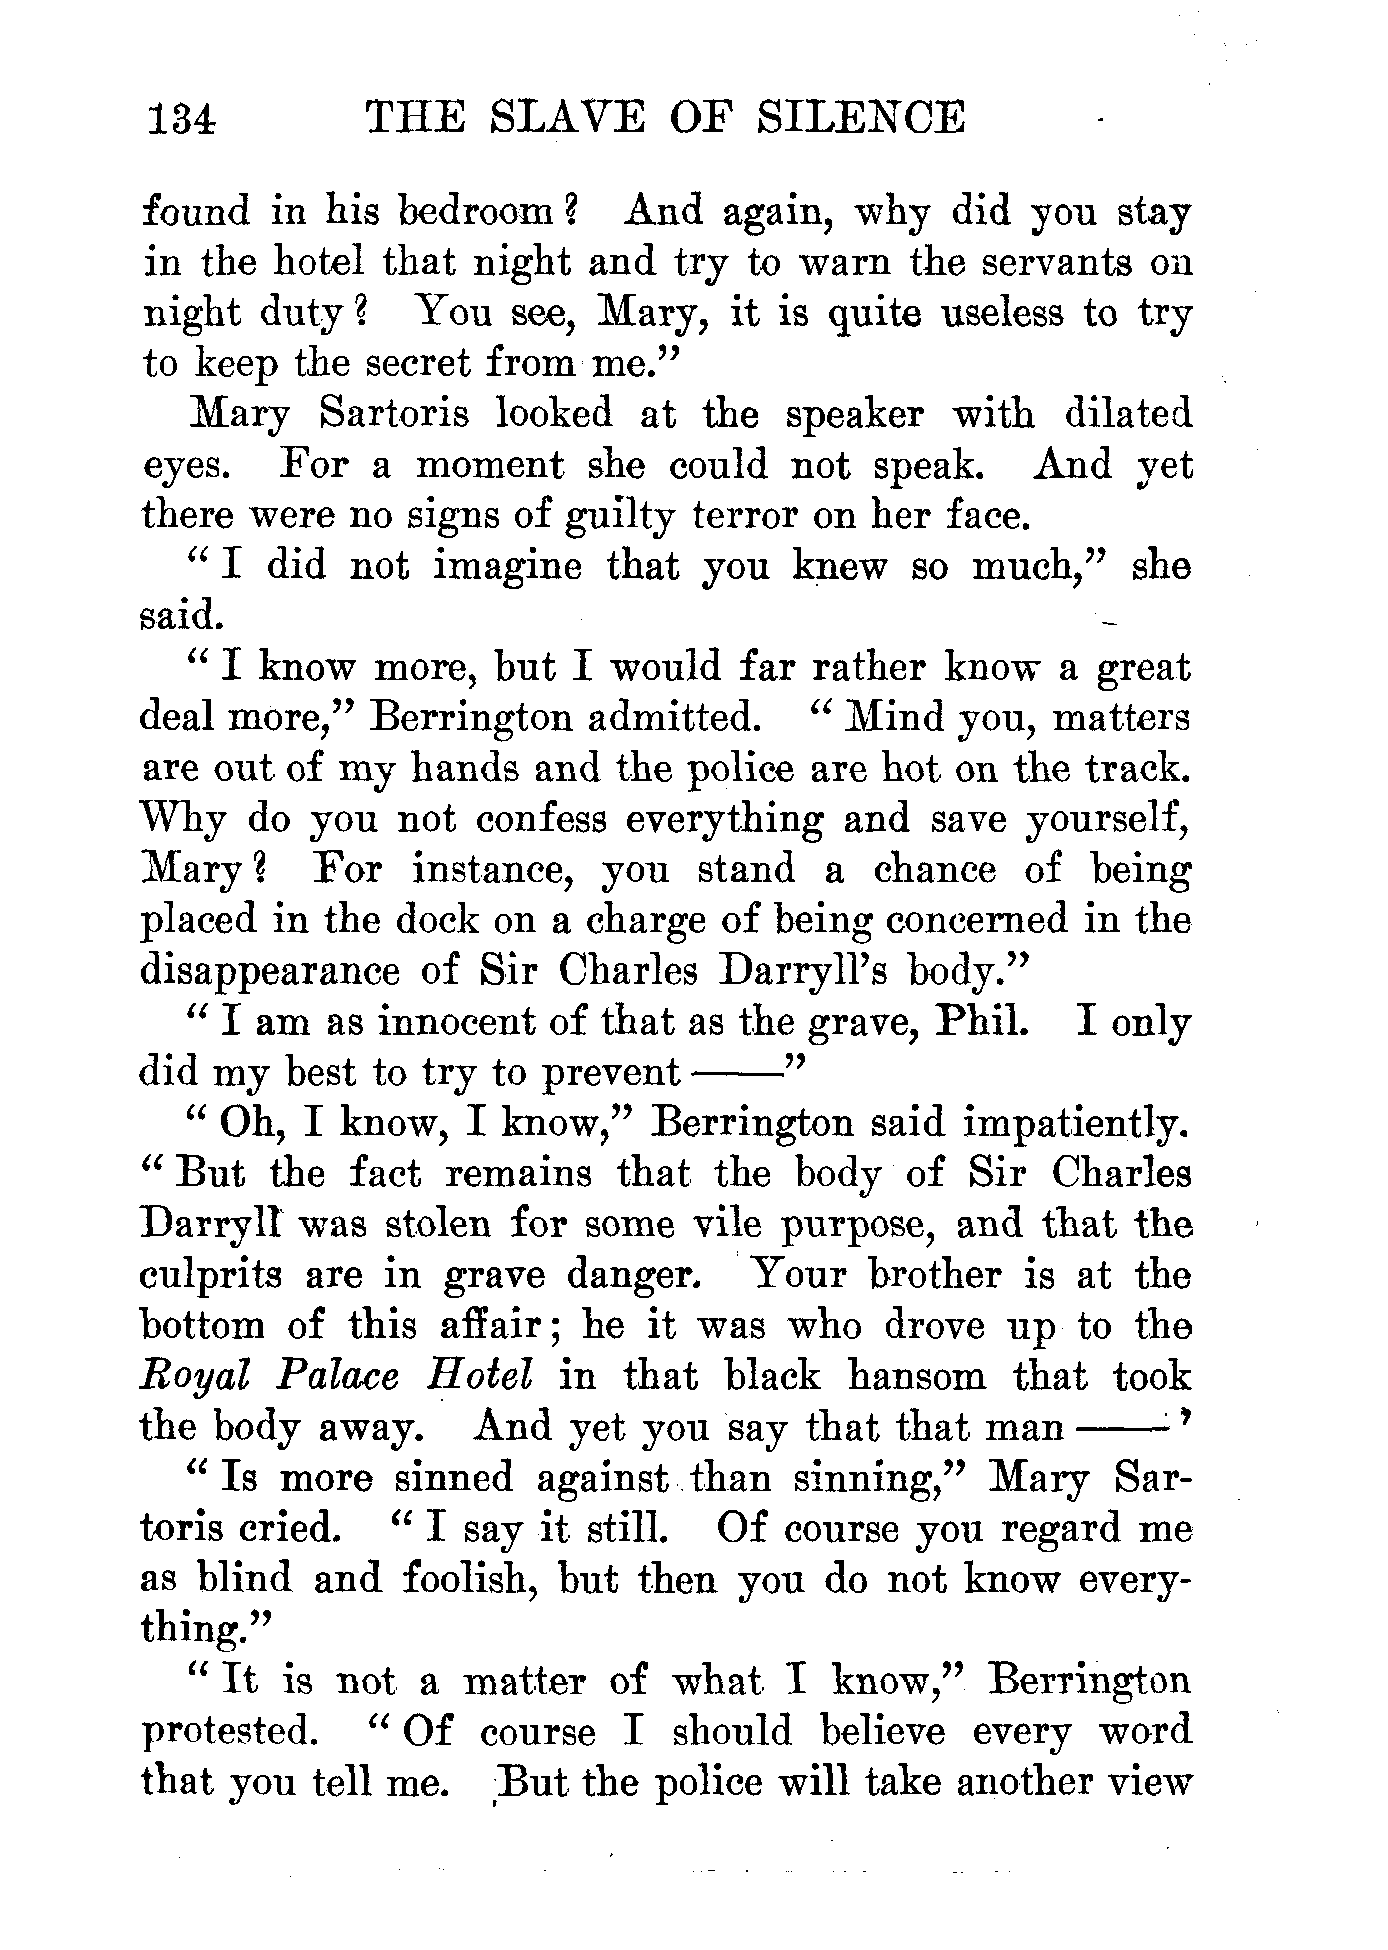 134 THE SLAVE OF SILENCE
found in his bedroom? And again, why did you stay
in the hotel that night and try to warn the servants on
night duty? You see, Mary, it is quite useless to try
to keep the secret from me.”
Mary Sartoris looked at the speaker with dilated
eyes. For a moment she could not speak. And yet
there were no signs of guilty terror on her face.
“I did not imagine that you knew so much,” she
said.
“I know more, but I would far rather know a great
deal more,” Berrington admitted. “Mind you, matters
are out of my hands and the police are hot on the track.
Why do you not confess everything and save yourself,
Mary? For instance, you stand a chance of being
placed in the dock on a charge of being concerned in the
disappearance of Sir Charles Darryll’s body.”
“I am as innocent of that as the grave, Phil. I only
did my best to try to prevent ——”
“Oh, I know, I know,” Berrington said impatiently.
“But the fact remains that the body of Sir Charles
Darryll was stolen for some vile purpose, and that the
culprits are in grave danger. Your brother is at the
bottom of this affair; he it was who drove up to the
Royal Palace Hotel in that black hansom that took
the body away. And yet you say that that man ——’
“Is more sinned against than sinning,” Mary Sar-
toris cried. “I say it still. Of course you regard me
as blind and foolish, but then you do not know every-
thing.”
“It is not a matter of what I know,” Berrington
protested. “Of course I should believe every word
that you tell me. But the police will take another view